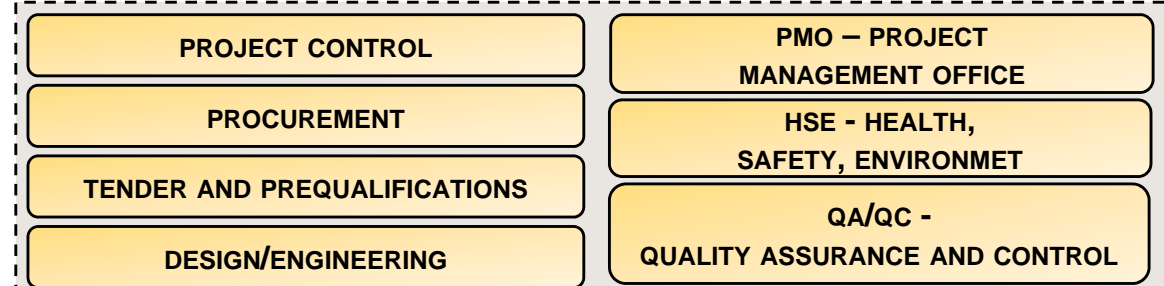 PROJECT CONTROL
PROCUREMENT
TENDER AND PREQUALIFICATIONS
DESIGN/ENGINEERING
PMO – PROJECT
MANAGEMENT OFFICE
HSE - HEALTH,
SAFETY, ENVIRONMET
QA/QC -
QUALITY ASSURANCE AND CONTROL